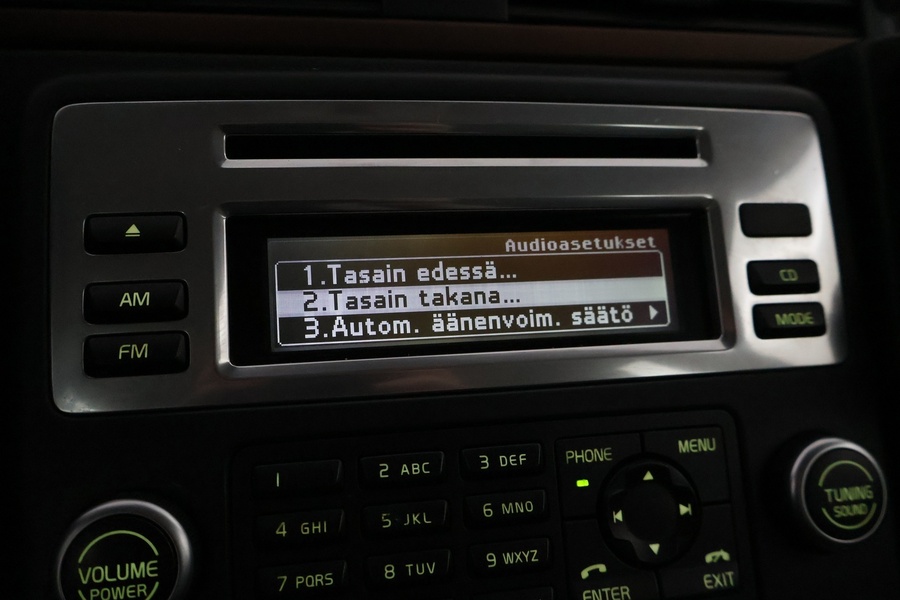 Audioasetukset
1.Tasain edessä...
2.Tasain takana...
3.Autom. äänenvoim. säätö
AM
FM
CD
MODE
1
2 ABC
3 DEF
4 GHI
5 JKL
6 MNO
7 PQRS
8 TUV
9 WXYZ
PHONE
MENU
ENTER
EXIT
VOLUME
POWER
TUNING
SOUND